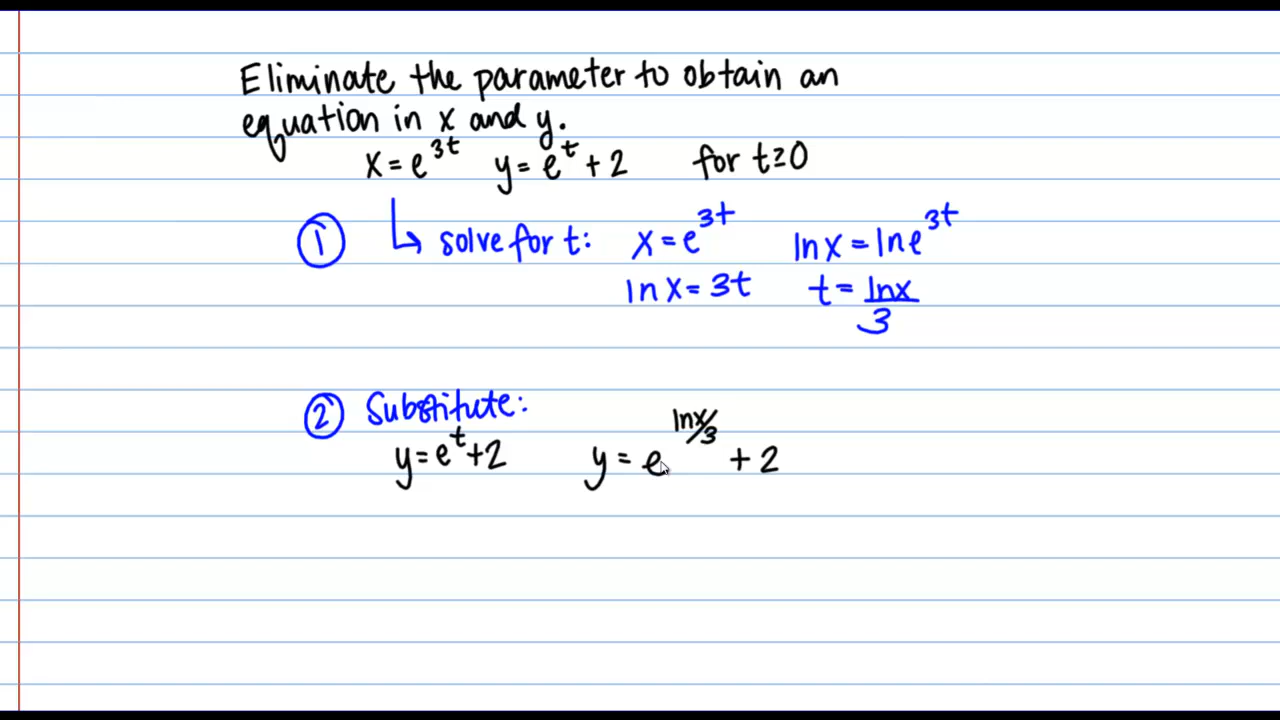 Eliminate the parameter to obtain an
equation in x and y.
x = e^{3t} y = e^{t} + 2 for t ≥ 0
① ↳ solve for t: x = e^{3t} ln x = ln e^{3t}
ln x = 3t t = \frac{ln x}{3}
② Substitute:
y = e^{t} + 2 y = e^{ln x/3} + 2